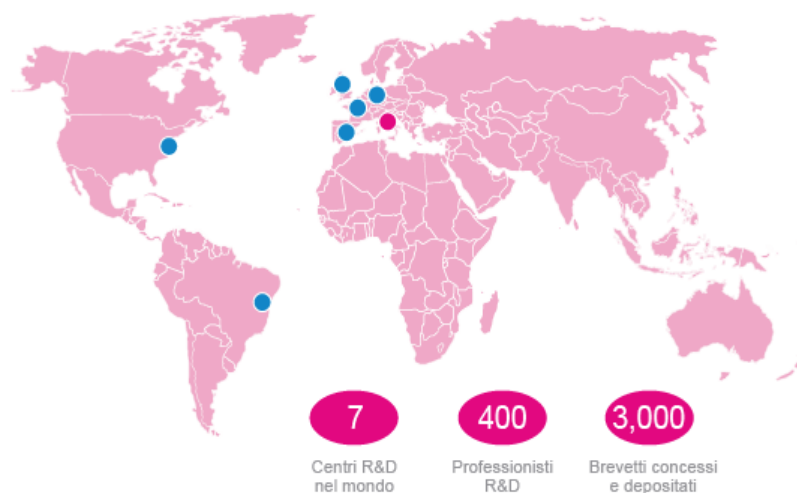 7
400
3,000
Centri R&D
nel mondo
Professionisti
R&D
Brevetti concessi
e depositati